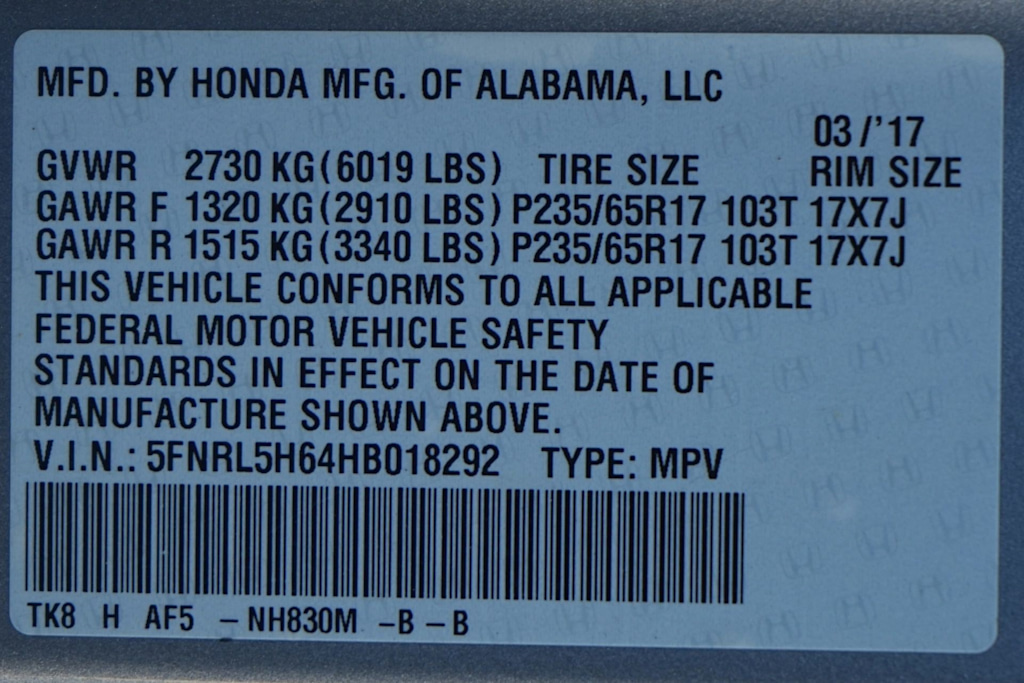 MFD. BY HONDA MFG. OF ALABAMA, LLC
03/'17
GVWR 2730 KG(6019 LBS) TIRE SIZE RIM SIZE
GAWR F 1320 KG(2910 LBS) P235/65R17 103T 17X7J
GAWR R 1515 KG(3340 LBS) P235/65R17 103T 17X7J
THIS VEHICLE CONFORMS TO ALL APPLICABLE
FEDERAL MOTOR VEHICLE SAFETY
STANDARDS IN EFFECT ON THE DATE OF
MANUFACTURE SHOWN ABOVE.
V.I.N.: 5FNRL5H64HB018292 TYPE: MPV
TK8 H AF5 –NH830M –B –B